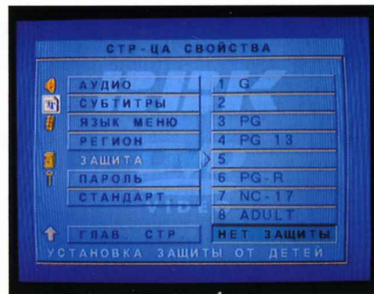 СТР-ЦА СВОЙСТВА
АУДИО
СУБТИТРЫ
ЯЗЫК МЕНЮ
РЕГИОН
ЗАЩИТА
ПАРОЛЬ
СТАНДАРТ
ГЛАВ. СТР.
1 G
2
3 PG
4 PG 13
5
6 PG-R
7 NC-17
8 ADULT
НЕТ ЗАЩИТЫ
VIDEO
УСТАНОВКА ЗАЩИТЫ ОТ ДЕТЕЙ